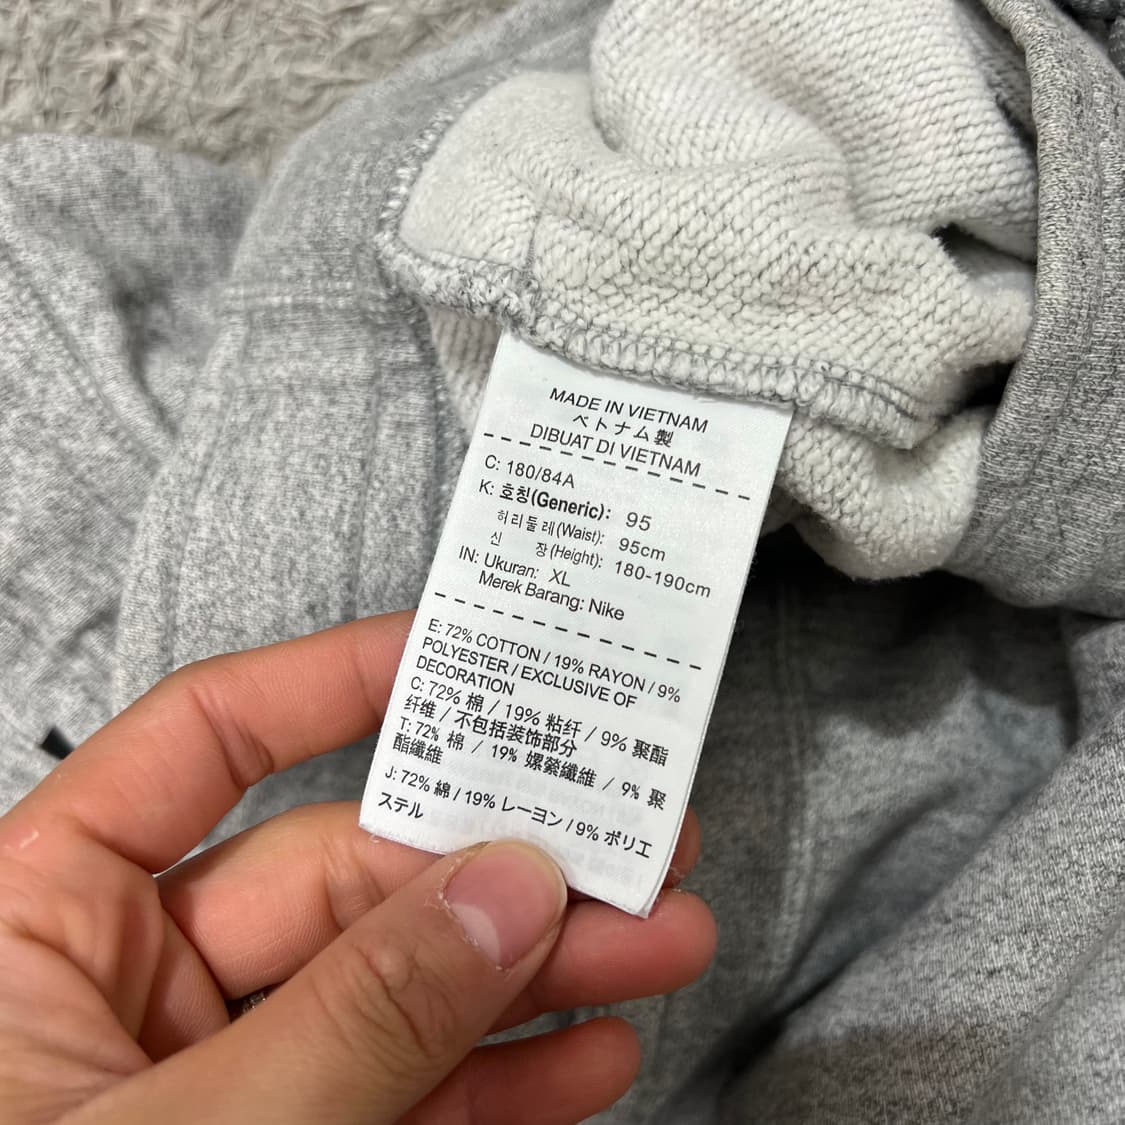 MADE IN VIETNAM
ベトナム製
DIBUAT DI VIETNAM
C: 180/84A
K: 호칭(Generic): 95
허리둘레(Waist): 95cm
신 장(Height): 180-190cm
IN: Ukuran: XL
Merek Barang: Nike
E: 72% COTTON / 19% RAYON / 9%
POLYESTER / EXCLUSIVE OF
DECORATION
C: 72% 棉 / 19% 粘纤 / 9% 聚酯
纤维 / 不包括装饰部分
T: 72% 棉 / 19% 嫘縈纖維 / 9% 聚
酯纖維
J: 72% 綿 / 19% レーヨン / 9% ポリエ
ステル